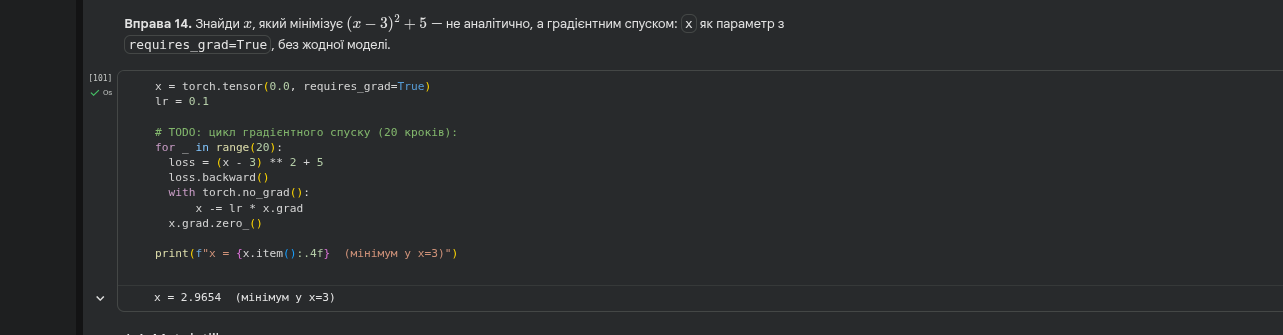 Вправа 14. Знайди x, який мінімізує (x − 3)² + 5 — не аналітично, а градієнтним спуском: x як параметр з
requires_grad=True, без жодної моделі.
[101]
0s
x = torch.tensor(0.0, requires_grad=True)
lr = 0.1
# TODO: цикл градієнтного спуску (20 кроків):
for _ in range(20):
  loss = (x - 3) ** 2 + 5
  loss.backward()
  with torch.no_grad():
      x -= lr * x.grad
  x.grad.zero_()
print(f"x = {x.item():.4f}  (мінімум у x=3)")
x = 2.9654  (мінімум у x=3)